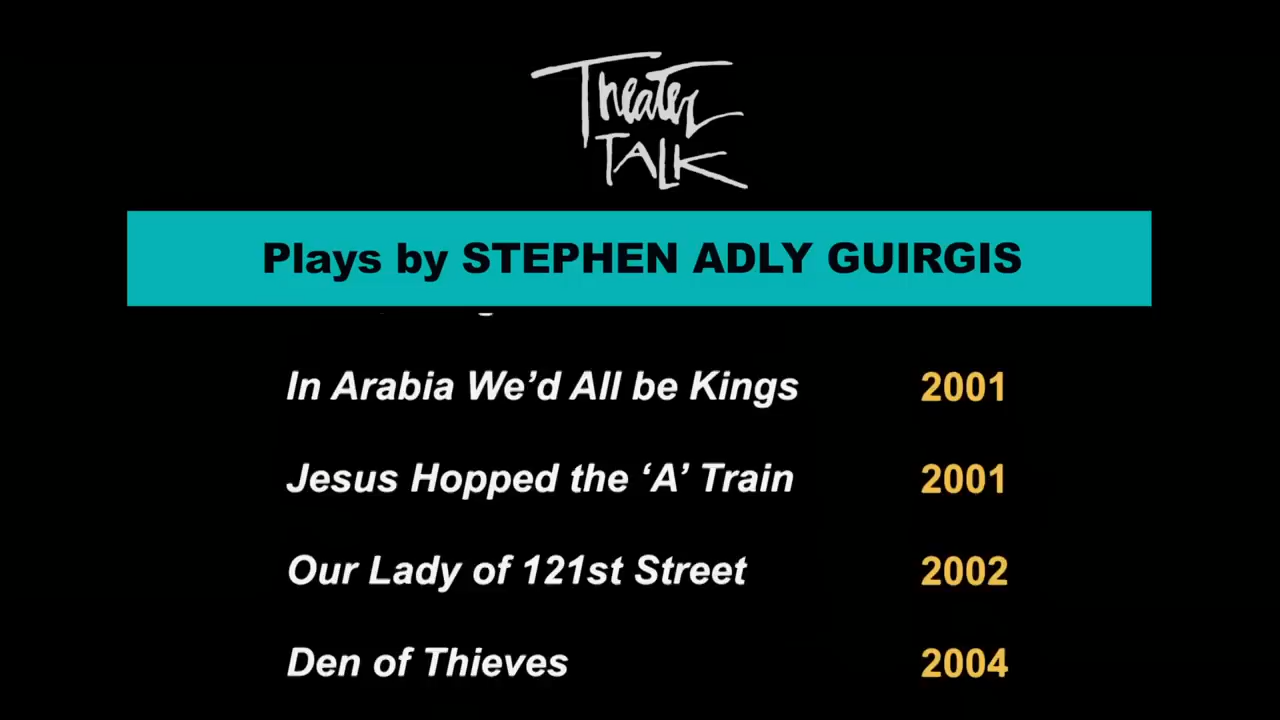 Theater
TALK
Plays by STEPHEN ADLY GUIRGIS
In Arabia We’d All be Kings 2001
Jesus Hopped the ‘A’ Train 2001
Our Lady of 121st Street 2002
Den of Thieves 2004